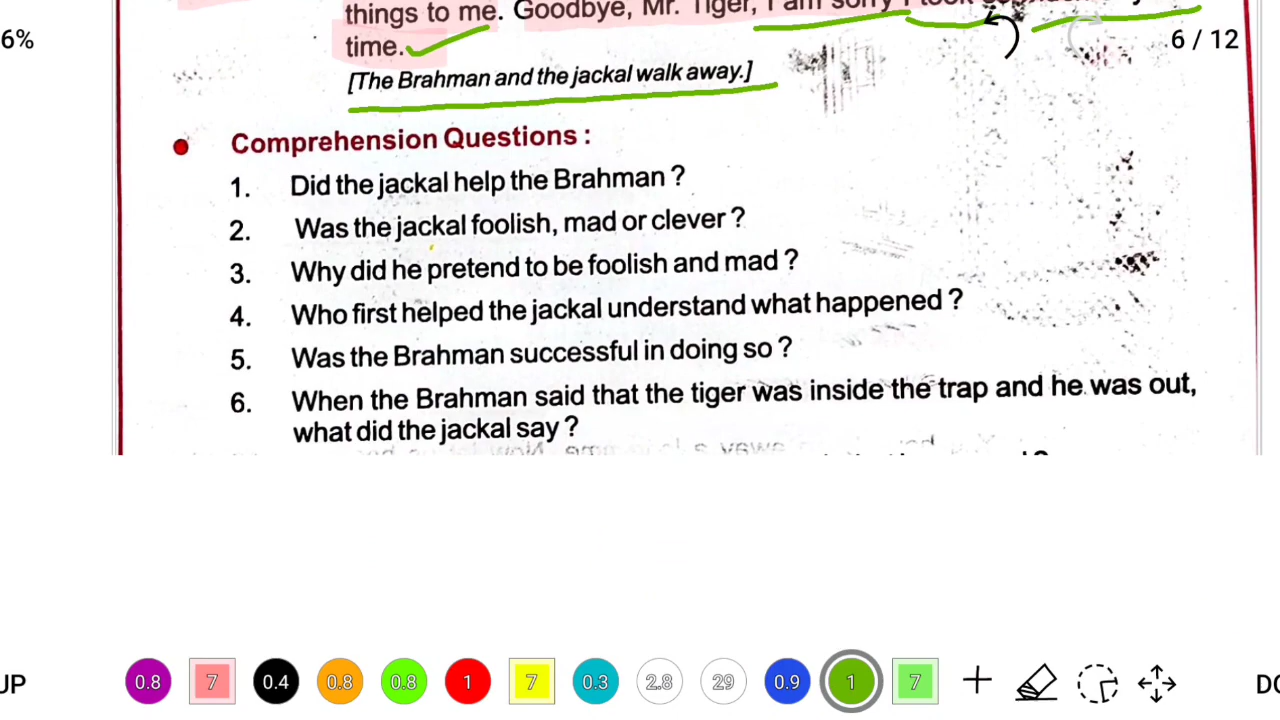 things to me. Goodbye, Mr. Tiger, I am sorry I took
6%
6 / 12
time.
[The Brahman and the jackal walk away.]
Comprehension Questions :
1. Did the jackal help the Brahman ?
2. Was the jackal foolish, mad or clever ?
3. Why did he pretend to be foolish and mad ?
4. Who first helped the jackal understand what happened ?
5. Was the Brahman successful in doing so ?
6. When the Brahman said that the tiger was inside the trap and he was out,
what did the jackal say ?
UP 0.8 7 0.4 0.8 0.8 1 7 0.3 2.8 29 0.9 1 7